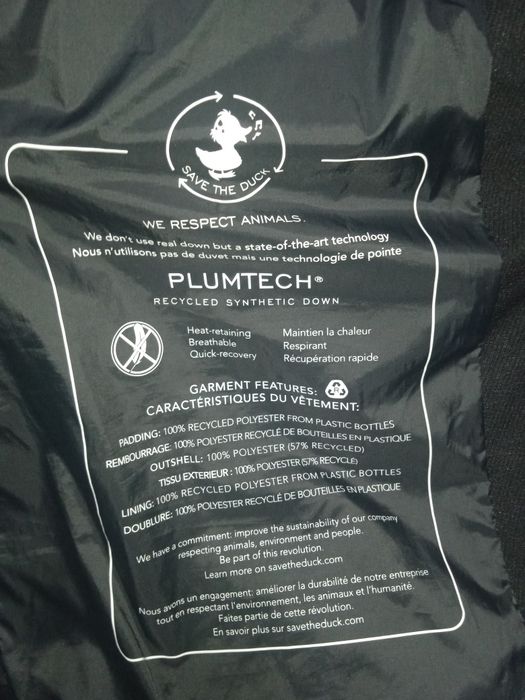 SAVE THE DUCK
WE RESPECT ANIMALS.
We don't use real down but a state-of-the-art technology
Nous n'utilisons pas de duvet mais une technologie de pointe
PLUMTECH®
RECYCLED SYNTHETIC DOWN
Heat-retaining
Breathable
Quick-recovery
Maintien la chaleur
Respirant
Récupération rapide
GARMENT FEATURES:
CARACTÉRISTIQUES DU VÊTEMENT:
PADDING: 100% RECYCLED POLYESTER FROM PLASTIC BOTTLES
REMBOURRAGE: 100% POLYESTER RECYCLÉ DE BOUTEILLES EN PLASTIQUE
OUTSHELL: 100% POLYESTER (57% RECYCLED)
TISSU EXTERIEUR : 100% POLYESTER (57% RECYCLÉ)
LINING: 100% RECYCLED POLYESTER FROM PLASTIC BOTTLES
DOUBLURE: 100% POLYESTER RECYCLÉ DE BOUTEILLES EN PLASTIQUE
We have a commitment: improve the sustainability of our company
respecting animals, environment and people.
Be part of this revolution.
Learn more on savetheduck.com
Nous avons un engagement: améliorer la durabilité de notre entreprise
tout en respectant l'environnement, les animaux et l'humanité.
Faites partie de cette révolution.
En savoir plus sur savetheduck.com